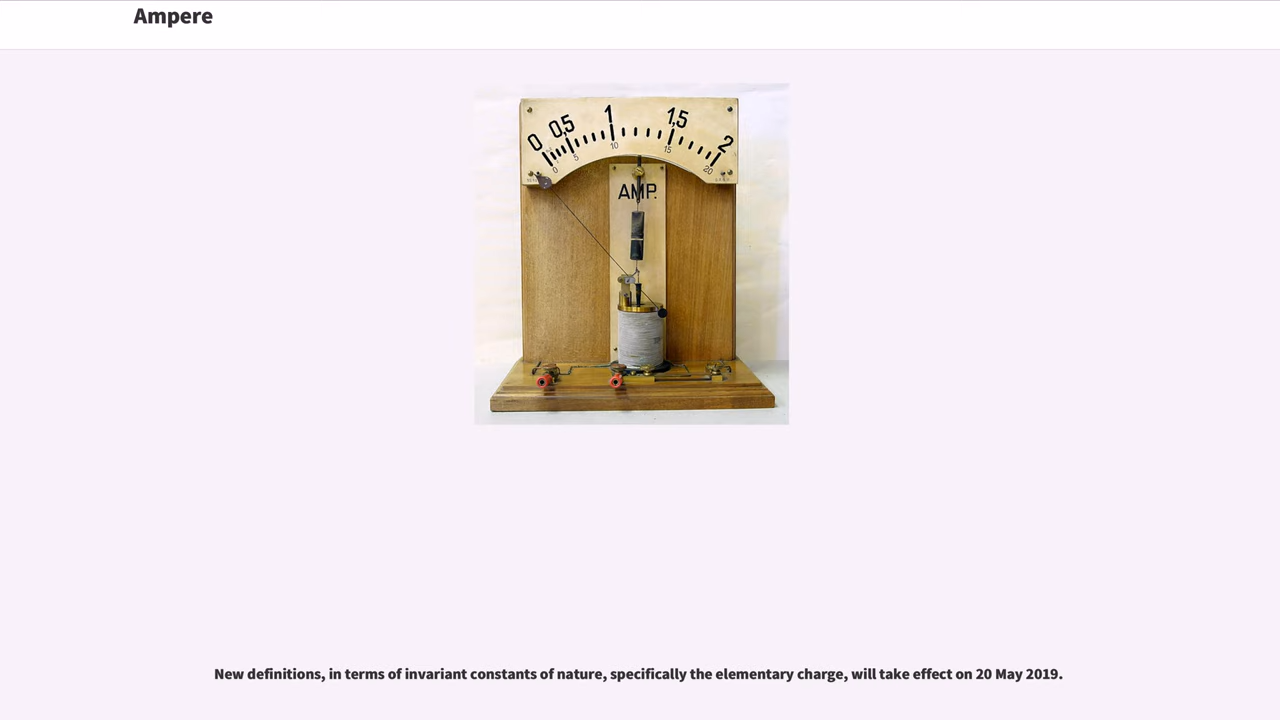 Ampere
0 0,5 1 1,5 2
0 5 10 15 20
AMP.
New definitions, in terms of invariant constants of nature, specifically the elementary charge, will take effect on 20 May 2019.